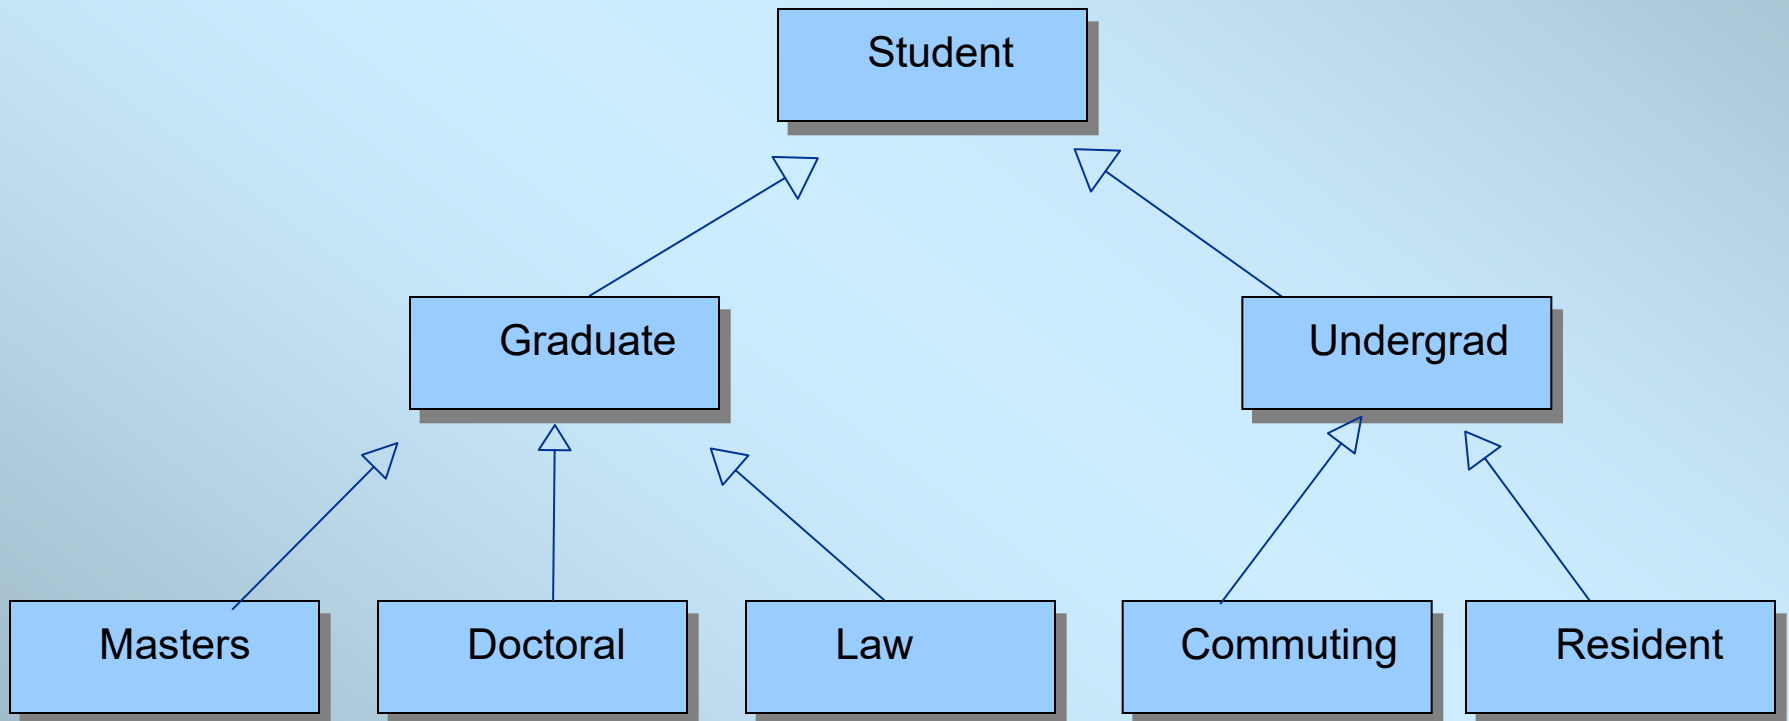 Student
Graduate
Undergrad
Masters
Doctoral
Law
Commuting
Resident